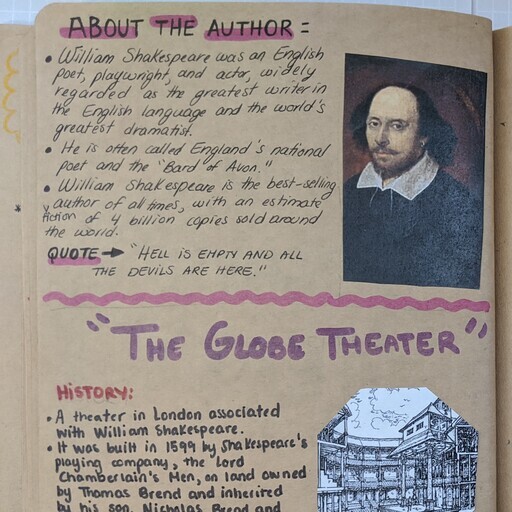 ABOUT THE AUTHOR =
• William Shakespeare was an English
poet, playwright, and actor, widely
regarded as the greatest writer in
the English language and the world's
greatest dramatist.
• He is often called England's national
poet and the "Bard of Avon."
• William Shakespeare is the best-selling
fiction author of all times, with an estimate
of 4 billion copies sold around
the world.
QUOTE → "HELL IS EMPTY AND ALL
THE DEVILS ARE HERE."
"THE GLOBE THEATER"
HISTORY:
• A theater in London associated
with William Shakespeare.
• It was built in 1599 by Shakespeare's
playing company, the Lord
Chamberlain's Men, on land owned
by Thomas Brend and inherited
by his son, Nicholas Brend and